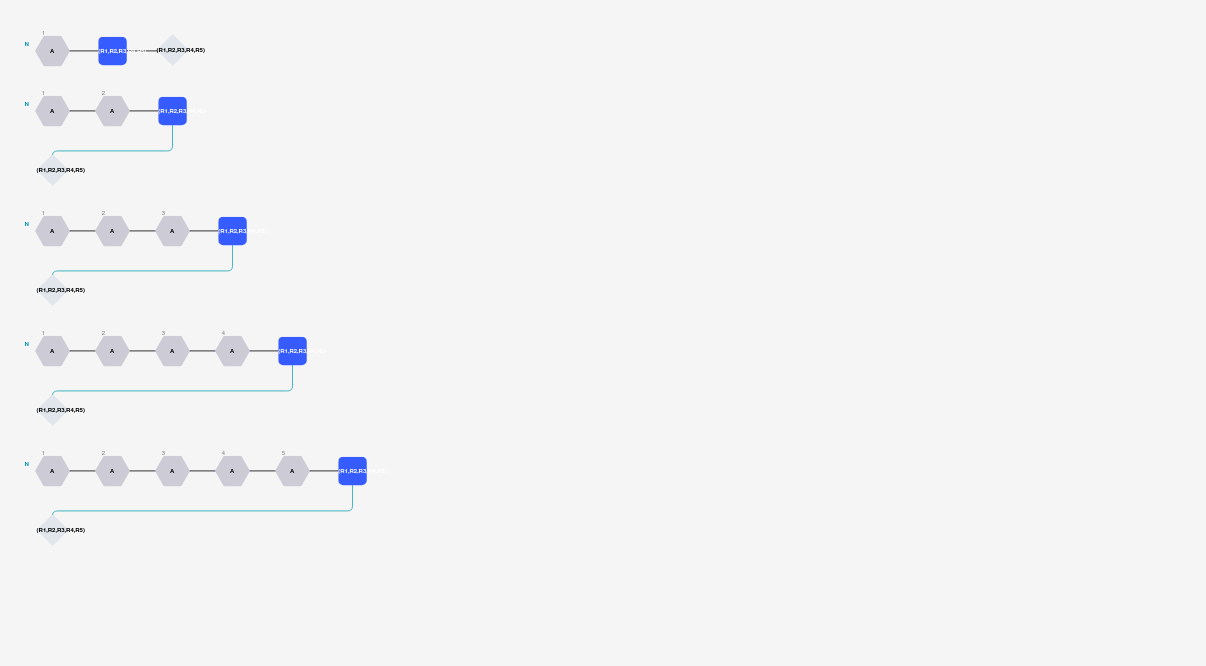 1
N A (R1,R2,R3,R4,R5) (R1,R2,R3,R4,R5)
1 2
N A A (R1,R2,R3,R4,R5)
(R1,R2,R3,R4,R5)
1 2 3
N A A A (R1,R2,R3,R4,R5)
(R1,R2,R3,R4,R5)
1 2 3 4
N A A A A (R1,R2,R3,R4,R5)
(R1,R2,R3,R4,R5)
1 2 3 4 5
N A A A A A (R1,R2,R3,R4,R5)
(R1,R2,R3,R4,R5)